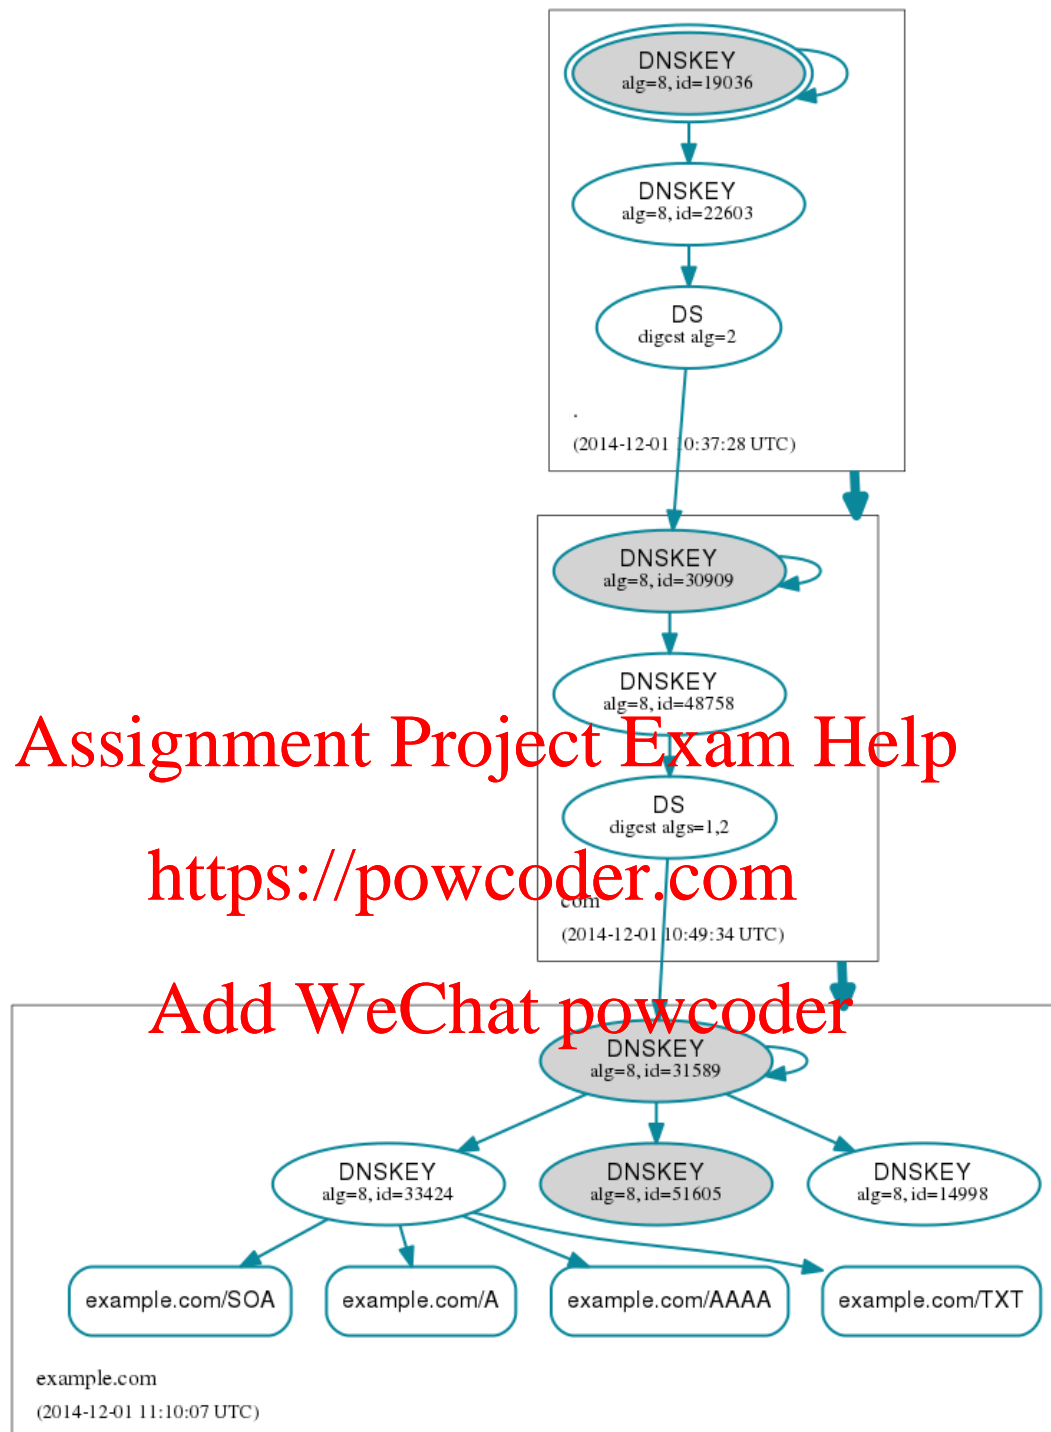 DNSKEY
alg=8, id=19036
DNSKEY
alg=8, id=22603
DS
digest alg=2
.
(2014-12-01 10:37:28 UTC)
DNSKEY
alg=8, id=30909
DNSKEY
alg=8, id=48758
Assignment Project Exam Help
DS
digest algs=1,2
https://powcoder.com
com
(2014-12-01 10:49:34 UTC)
Add WeChat powcoder
DNSKEY
alg=8, id=31589
DNSKEY
alg=8, id=33424
DNSKEY
alg=8, id=51605
DNSKEY
alg=8, id=14998
example.com/SOA
example.com/A
example.com/AAAA
example.com/TXT
example.com
(2014-12-01 11:10:07 UTC)